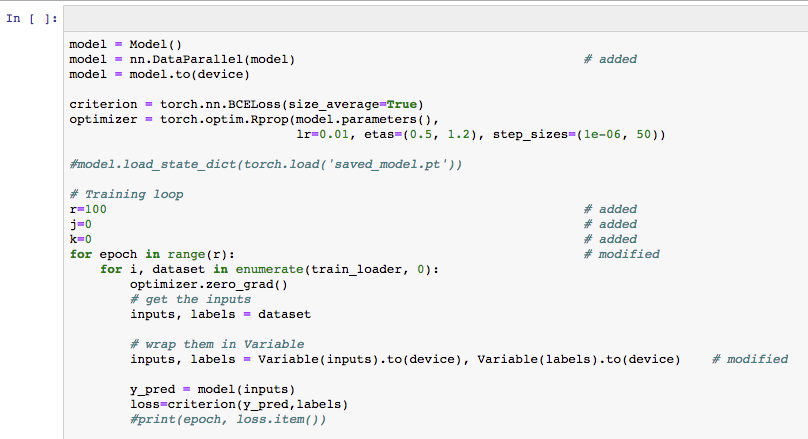 In [ ]:
model = Model()
model = nn.DataParallel(model) # added
model = model.to(device)
criterion = torch.nn.BCELoss(size_average=True)
optimizer = torch.optim.Rprop(model.parameters(),
lr=0.01, etas=(0.5, 1.2), step_sizes=(1e-06, 50))
#model.load_state_dict(torch.load('saved_model.pt'))
# Training loop
r=100 # added
j=0 # added
k=0 # added
for epoch in range(r): # modified
for i, dataset in enumerate(train_loader, 0):
optimizer.zero_grad()
# get the inputs
inputs, labels = dataset
# wrap them in Variable
inputs, labels = Variable(inputs).to(device), Variable(labels).to(device) # modified
y_pred = model(inputs)
loss=criterion(y_pred,labels)
#print(epoch, loss.item())